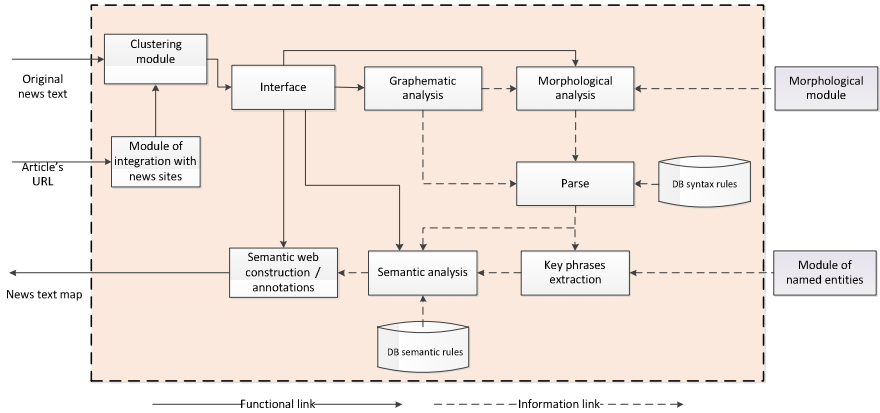 Original
news text
Clustering
module
Interface
Graphematic
analysis
Morphological
analysis
Morphological
module
Article's
URL
Module of
integration with
news sites
Parse
DB syntax rules
News text map
Semantic web
construction /
annotations
Semantic analysis
Key phrases
extraction
Module of
named entities
DB semantic rules
Functional link
Information link